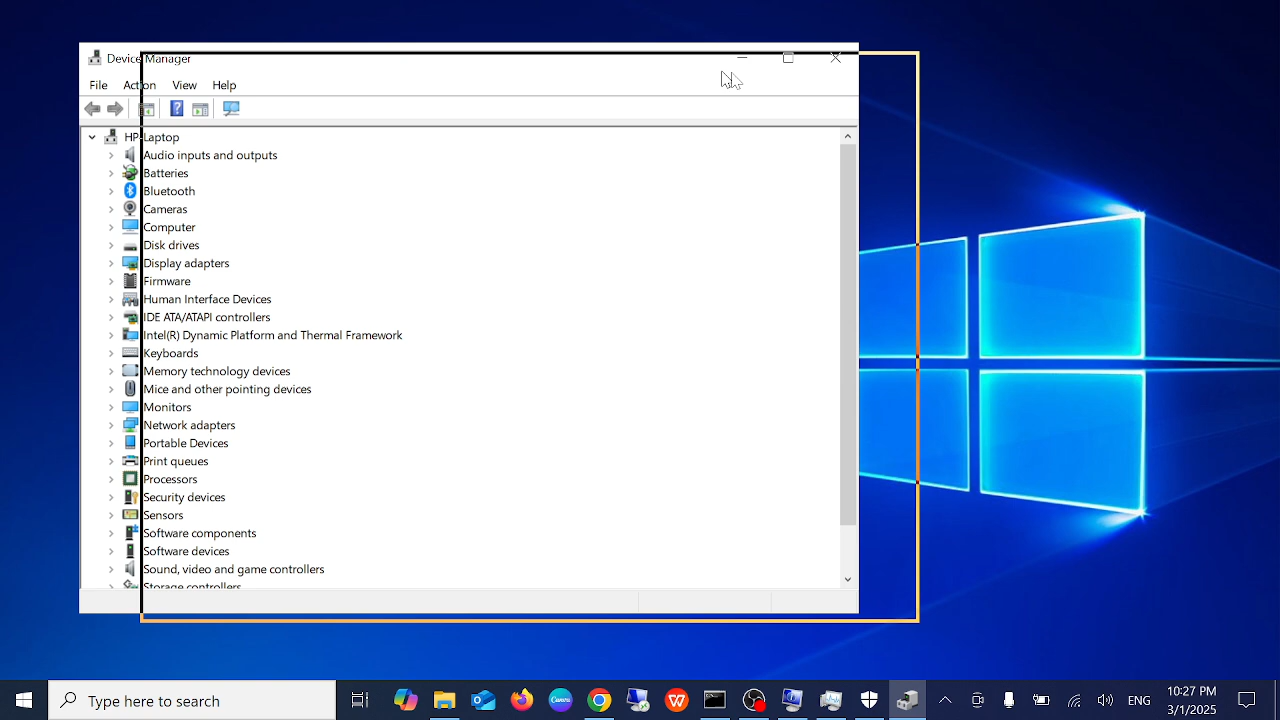 Device Manager
File Action View Help
HP-Laptop
Audio inputs and outputs
Batteries
Bluetooth
Cameras
Computer
Disk drives
Display adapters
Firmware
Human Interface Devices
IDE ATA/ATAPI controllers
Intel(R) Dynamic Platform and Thermal Framework
Keyboards
Memory technology devices
Mice and other pointing devices
Monitors
Network adapters
Portable Devices
Print queues
Processors
Security devices
Sensors
Software components
Software devices
Sound, video and game controllers
Storage controllers
Type here to search
Canva
ENG
10:27 PM
3/1/2025